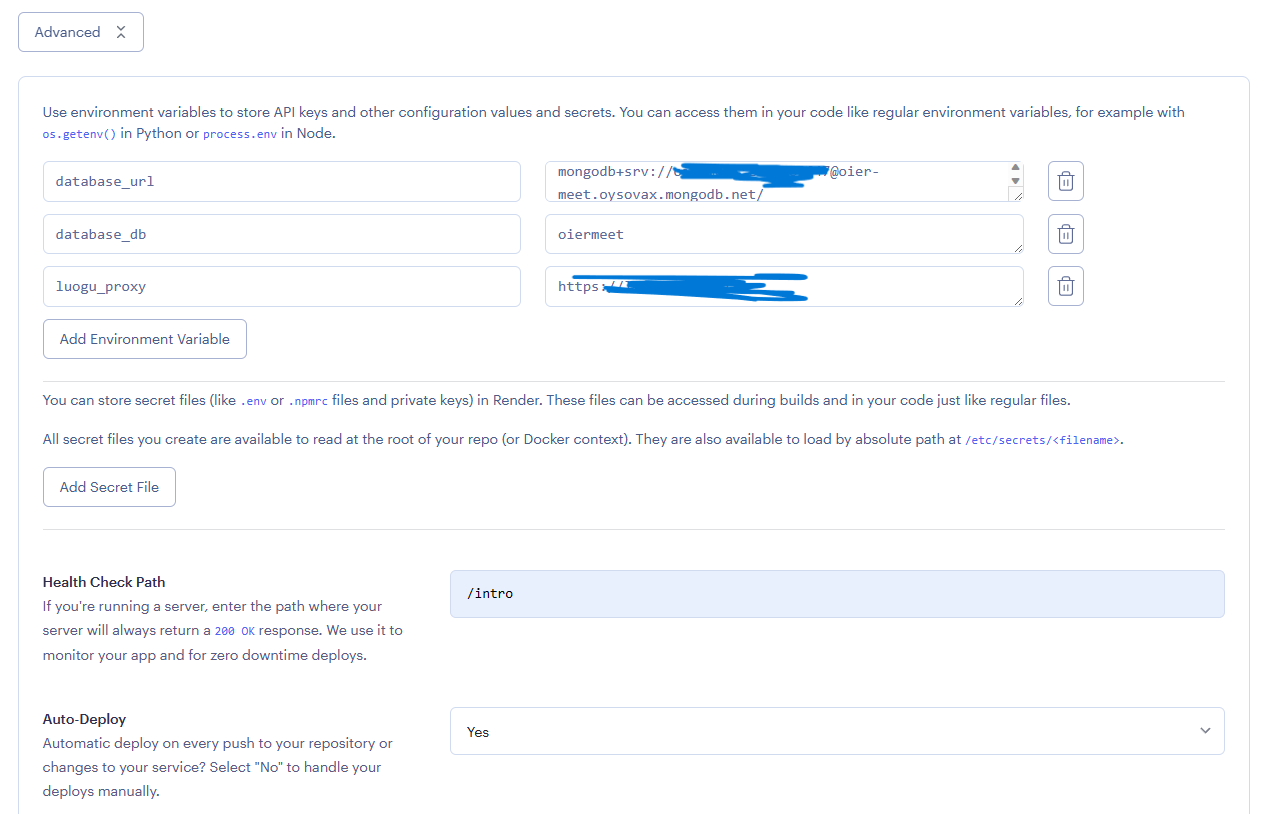 Advanced
Use environment variables to store API keys and other configuration values and secrets. You can access them in your code like regular environment variables, for example with
os.getenv() in Python or process.env in Node.
database_url
mongodb+srv:// @oier-
meet.oysovax.mongodb.net/
database_db
oiermeet
luogu_proxy
https://
Add Environment Variable
You can store secret files (like .env or .npmrc files and private keys) in Render. These files can be accessed during builds and in your code just like regular files.
All secret files you create are available to read at the root of your repo (or Docker context). They are also available to load by absolute path at /etc/secrets/<filename>.
Add Secret File
Health Check Path
If you're running a server, enter the path where your
server will always return a 200 OK response. We use it to
monitor your app and for zero downtime deploys.
/intro
Auto-Deploy
Automatic deploy on every push to your repository or
changes to your service? Select "No" to handle your
deploys manually.
Yes